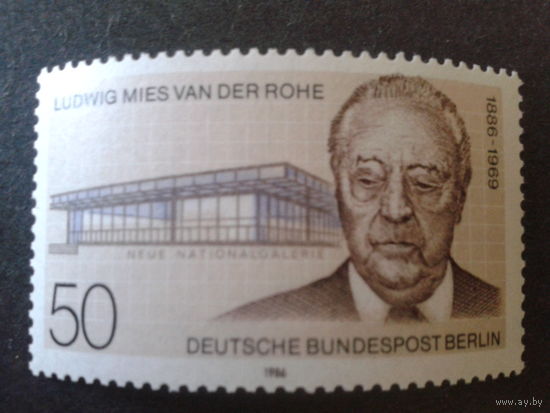 LUDWIG MIES VAN DER ROHE
1886-1969
NEUE NATIONALGALERIE
50
DEUTSCHE BUNDESPOST BERLIN
1986
www.ay.by